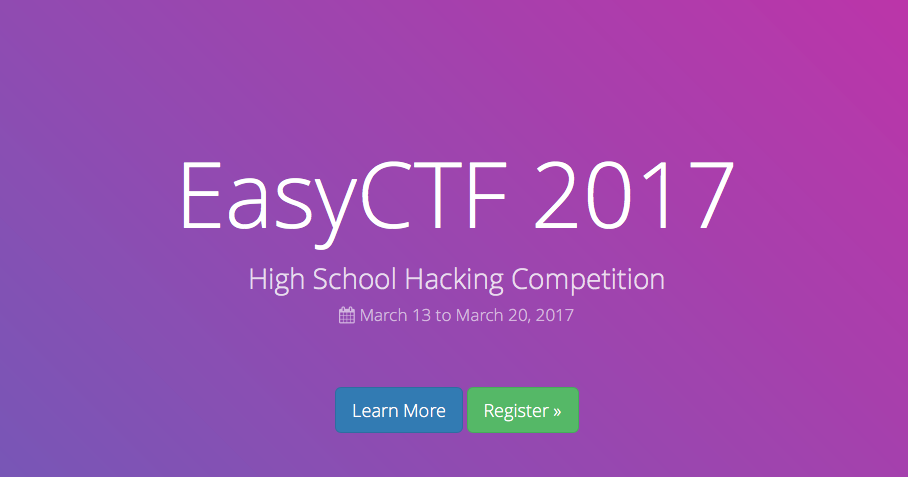 EasyCTF 2017
High School Hacking Competition
March 13 to March 20, 2017
Learn More
Register »